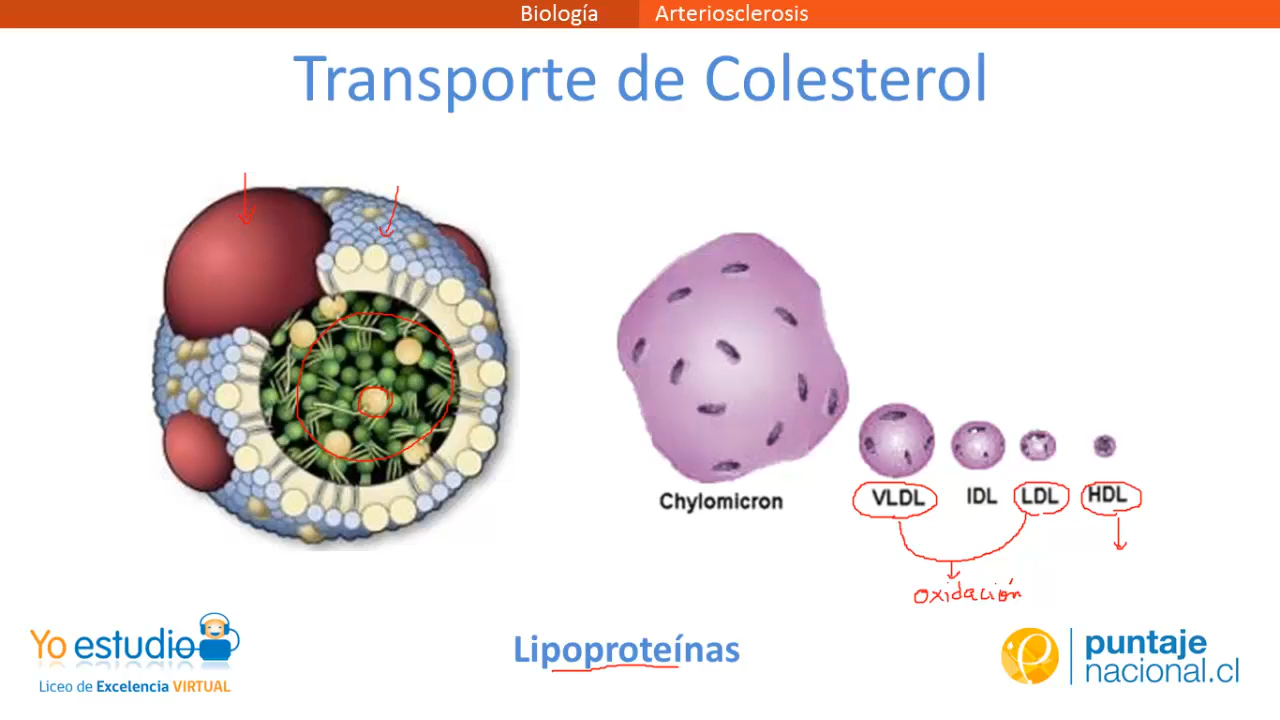 Biología Arteriosclerosis
Transporte de Colesterol
Chylomicron
VLDL IDL LDL HDL
oxidación
Lipoproteínas
Yo estudio
Liceo de Excelencia VIRTUAL
puntaje
nacional.cl